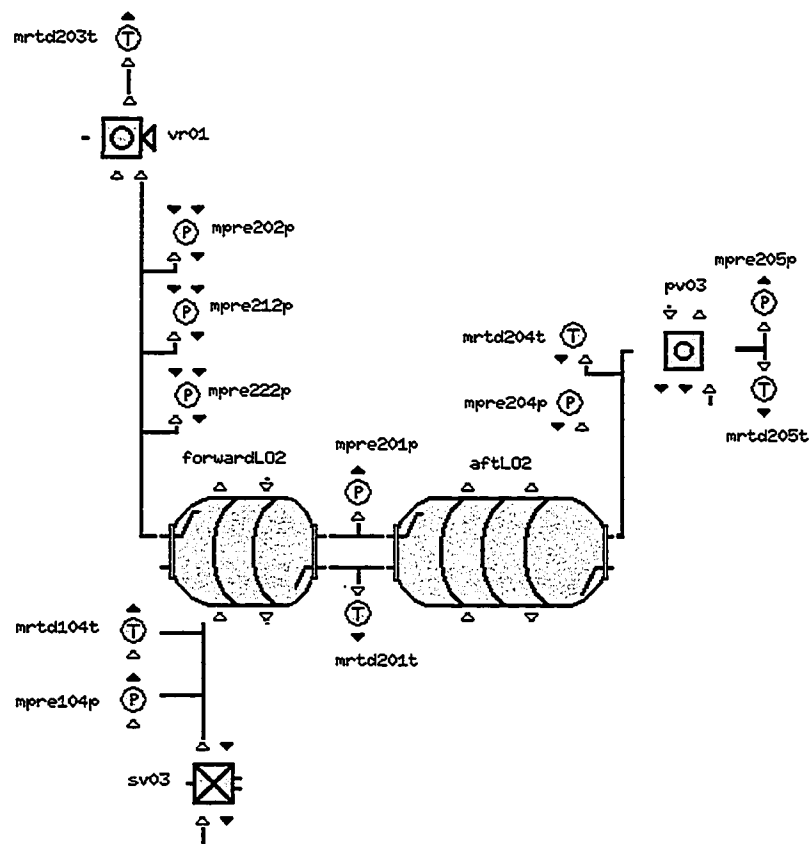 mrtd203t
T
vr01
mpre202p
P
mpre212p
P
mpre222p
P
mpre205p
P
pv03
mrtd204t
T
mpre204p
P
T
mrtd205t
forwardLO2
mpre201p
P
aftLO2
T
mrtd201t
mrtd104t
T
mpre104p
P
sv03